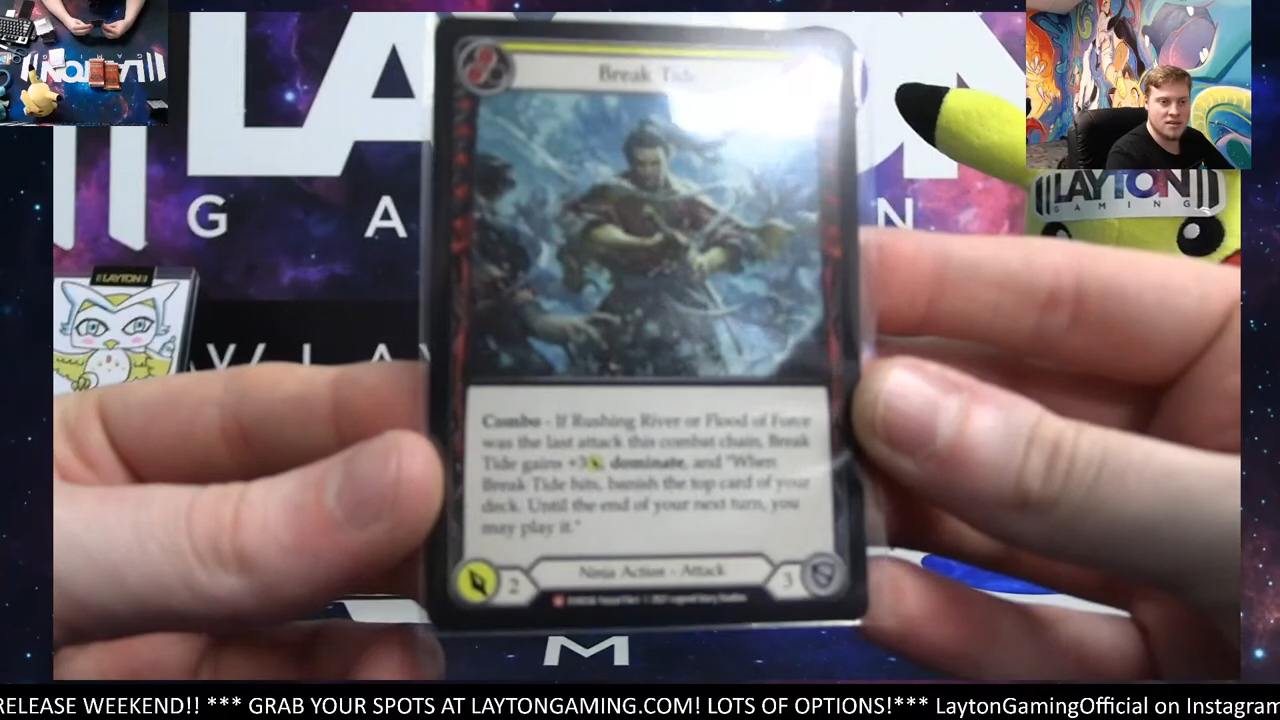 Break Tide
LAYTON
GAMING
LAYTON
Combo - If Rushing River or Flood of Force
was the last attack this combat chain, Break
Tide gains +3 , dominate, and "When
Break Tide hits, banish the top card of your
deck. Until the end of your next turn, you
may play it."
2
Ninja Action - Attack
3
M
RELEASE WEEKEND!! *** GRAB YOUR SPOTS AT LAYTONGAMING.COM! LOTS OF OPTIONS!*** LaytonGamingOfficial on Instagram